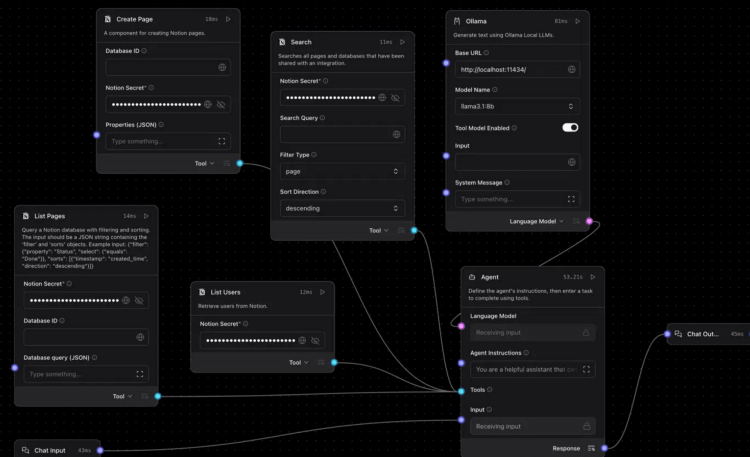 Create Page 18ms
A component for creating Notion pages.
Database ID
Notion Secret*
Properties (JSON)
Type something...
Tool
Search 11ms
Searches all pages and databases that have been
shared with an integration.
Notion Secret*
Search Query
Filter Type
page
Sort Direction
descending
Tool
Ollama 81ms
Generate text using Ollama Local LLMs.
Base URL
http://localhost:11434/
Model Name
llama3.1:8b
Tool Model Enabled
Input
System Message
Type something...
Language Model
List Pages 14ms
Query a Notion database with filtering and sorting.
The input should be a JSON string containing the
'filter' and 'sorts' objects. Example input: {"filter":
{"property": "Status", "select": {"equals":
"Done"}}, "sorts": [{"timestamp": "created_time",
"direction": "descending"}]}
Notion Secret*
Database ID
Database query (JSON)
Type something...
Tool
List Users 12ms
Retrieve users from Notion.
Notion Secret*
Tool
Agent 53.21s
Define the agent's instructions, then enter a task
to complete using tools.
Language Model
Receiving input
Agent Instructions
You are a helpful assistant that
Tools
Input
Receiving input
Response
Chat Out... 45ms
Chat Input 43ms